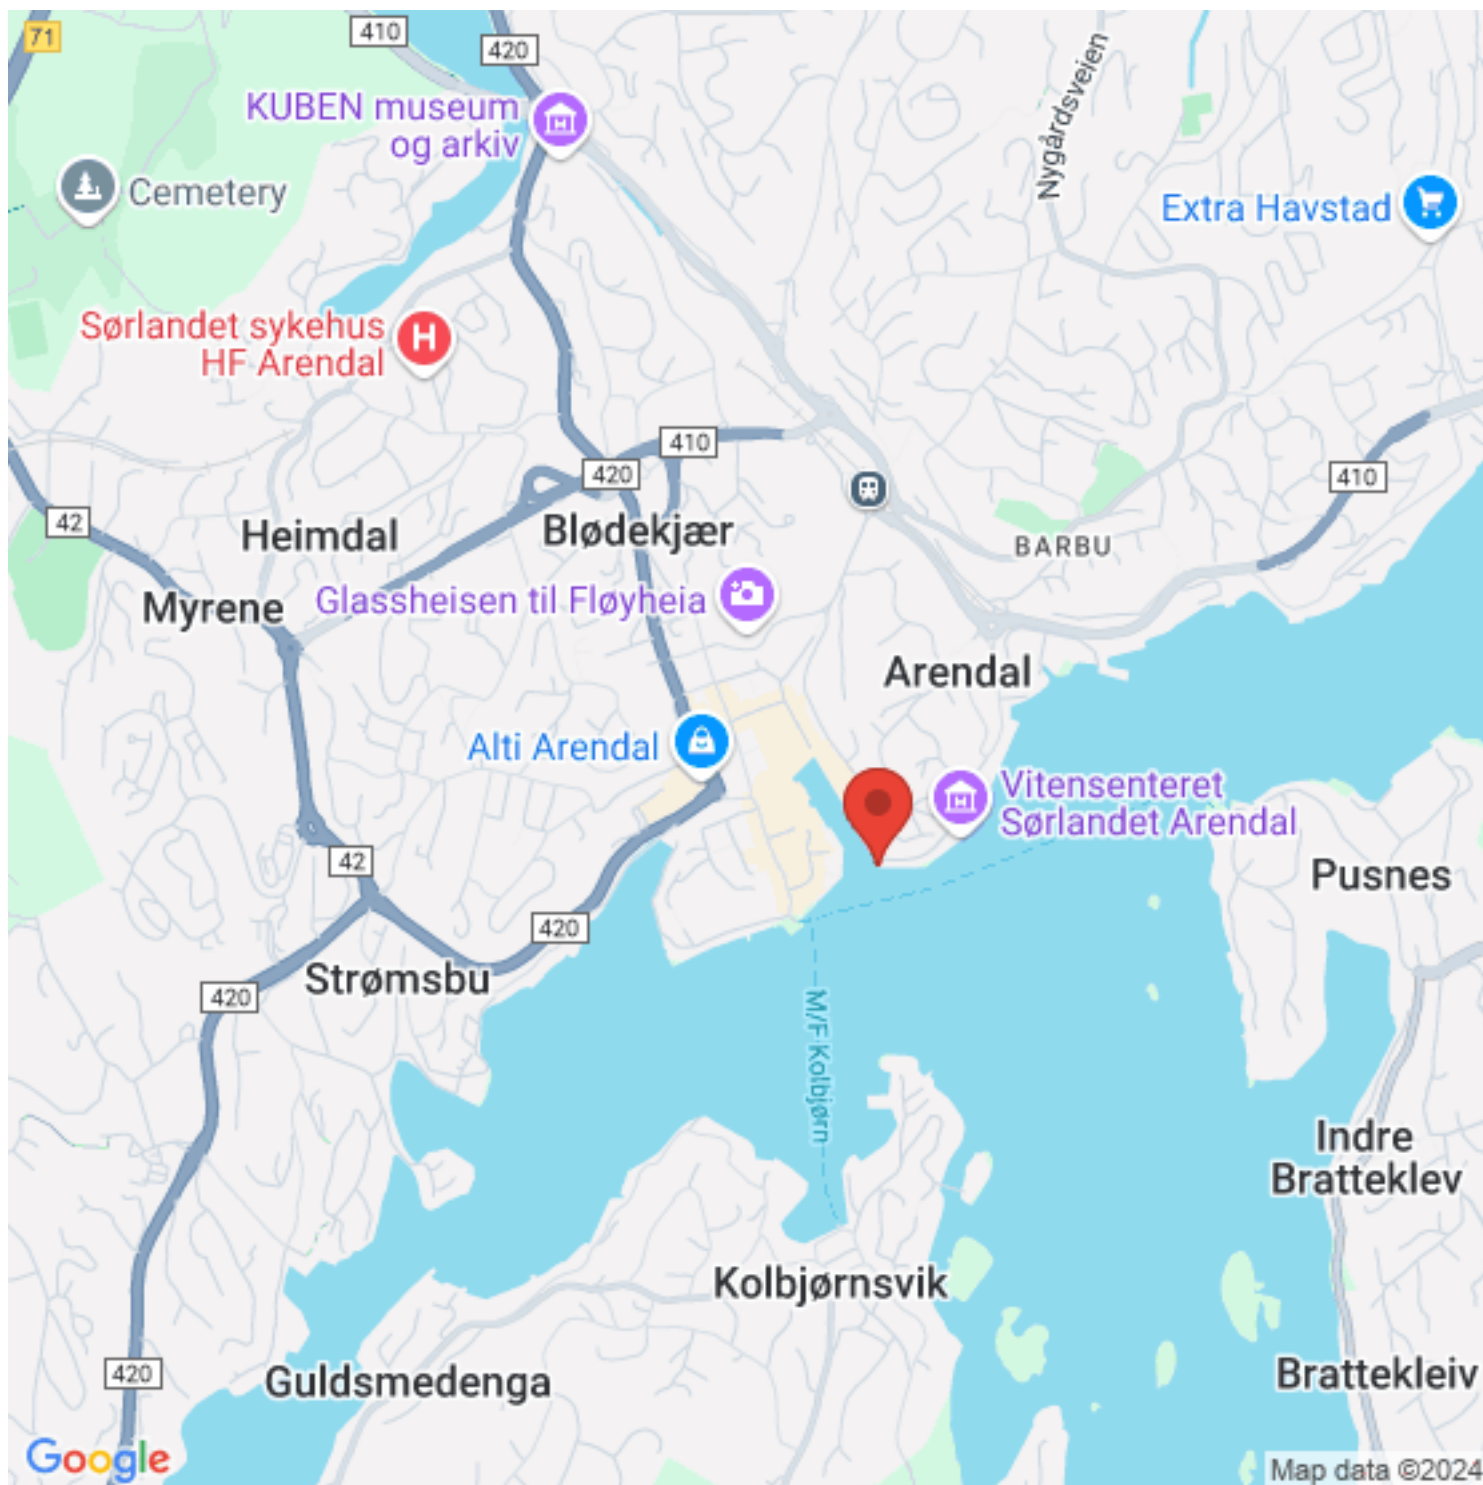 71
410
420
KUBEN museum
og arkiv
Nygårdsveien
Cemetery
Extra Havstad
Sørlandet sykehus
HF Arendal
410
420
410
42
Heimdal
Blødekjær
BARBU
Myrene
Glassheisen til Fløyheia
Arendal
Alti Arendal
Vitensenteret
Sørlandet Arendal
42
Pusnes
420
Strømsbu
420
M/F Kolbjørn
Indre
Bratteklev
Kolbjørnsvik
420
Guldsmedenga
Brattekleiv
Google
Map data ©2024